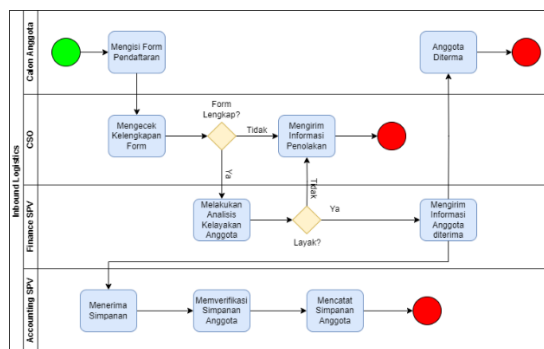 Inbound Logistics
Calon Anggota
Mengisi Form
Pendaftaran
Anggota
Diterma
CSO
Mengecek
Kelengkapan
Form
Form
Lengkap?
Tidak
Mengirim
Informasi
Penolakan
Ya
Finance SPV
Melakukan
Analisis
Kelayakan
Anggota
Tidak
Layak?
Ya
Mengirim
Informasi
Anggota
diterima
Accounting SPV
Menerima
Simpanan
Memverifikasi
Simpanan
Anggota
Mencatat
Simpanan
Anggota